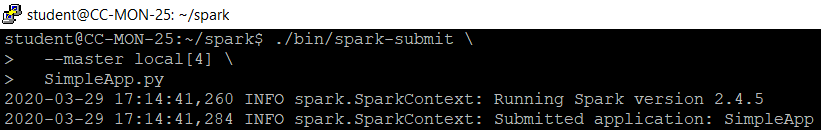 student@CC-MON-25: ~/spark
student@CC-MON-25:~/spark$ ./bin/spark-submit \
>   --master local[4] \
>   SimpleApp.py
2020-03-29 17:14:41,260 INFO spark.SparkContext: Running Spark version 2.4.5
2020-03-29 17:14:41,284 INFO spark.SparkContext: Submitted application: SimpleApp